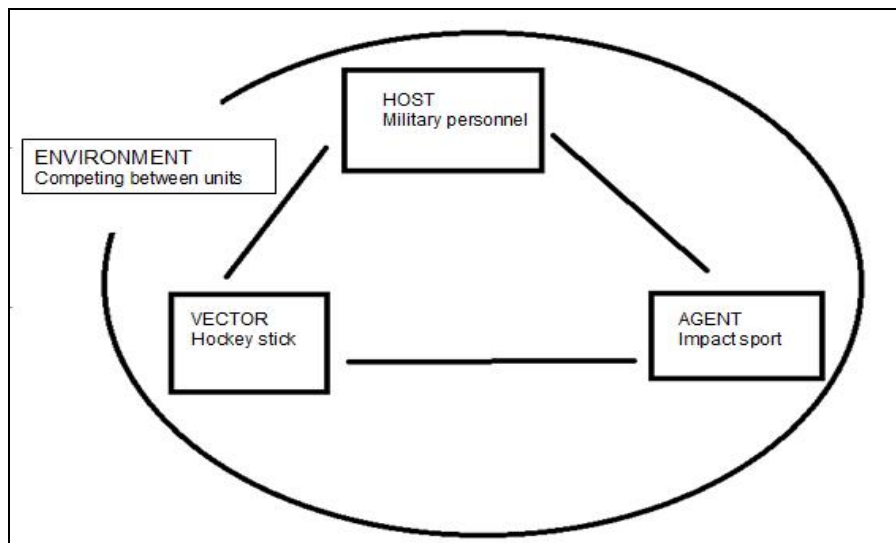 HOST
Military personnel
ENVIRONMENT
Competing between units
VECTOR
Hockey stick
AGENT
Impact sport